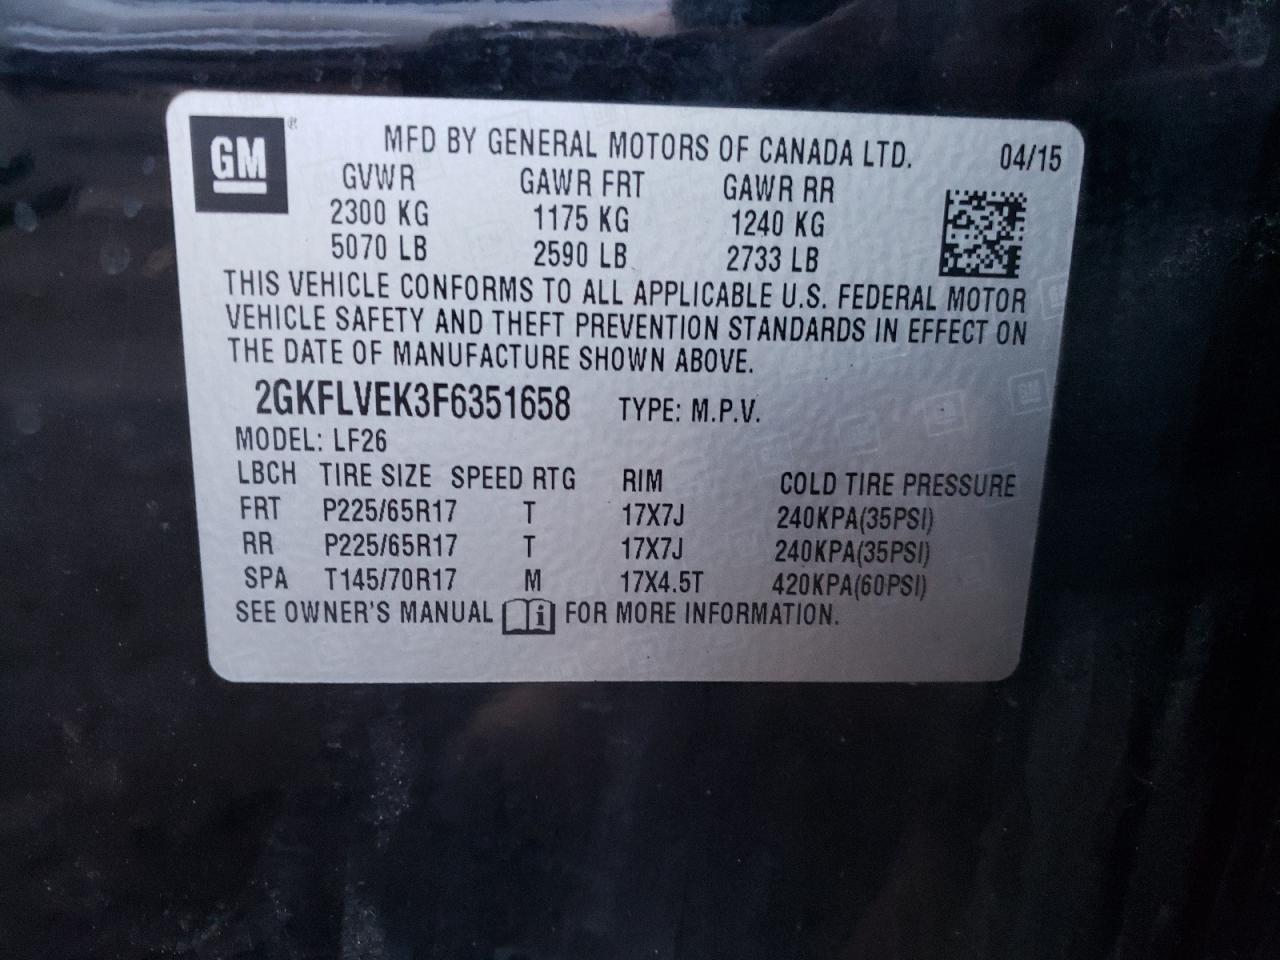 GM
MFD BY GENERAL MOTORS OF CANADA LTD. 04/15
GVWR GAWR FRT GAWR RR
2300 KG 1175 KG 1240 KG
5070 LB 2590 LB 2733 LB
THIS VEHICLE CONFORMS TO ALL APPLICABLE U.S. FEDERAL MOTOR
VEHICLE SAFETY AND THEFT PREVENTION STANDARDS IN EFFECT ON
THE DATE OF MANUFACTURE SHOWN ABOVE.
2GKFLVEK3F6351658 TYPE: M.P.V.
MODEL: LF26
LBCH TIRE SIZE SPEED RTG RIM COLD TIRE PRESSURE
FRT P225/65R17 T 17X7J 240KPA(35PSI)
RR P225/65R17 T 17X7J 240KPA(35PSI)
SPA T145/70R17 M 17X4.5T 420KPA(60PSI)
SEE OWNER'S MANUAL i FOR MORE INFORMATION.